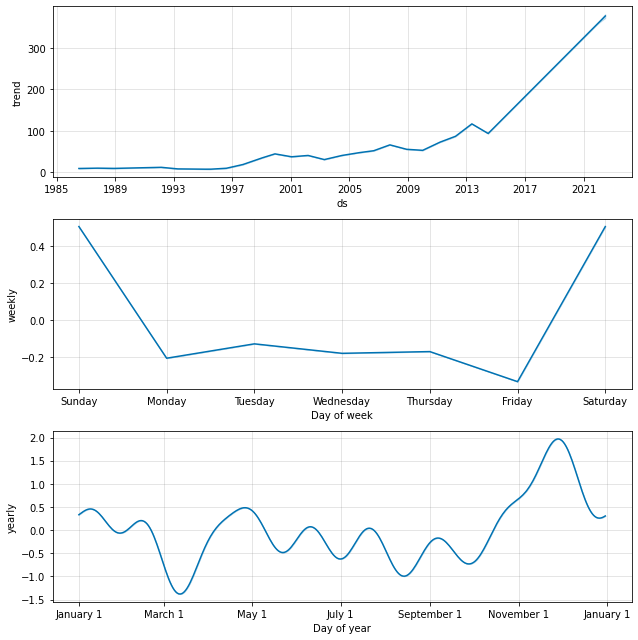 300
200
100
0
trend
1985 1989 1993 1997 2001 2005 2009 2013 2017 2021
ds
0.4
0.2
0.0
−0.2
weekly
Sunday Monday Tuesday Wednesday Thursday Friday Saturday
Day of week
2.0
1.5
1.0
0.5
0.0
−0.5
−1.0
−1.5
yearly
January 1 March 1 May 1 July 1 September 1 November 1 January 1
Day of year